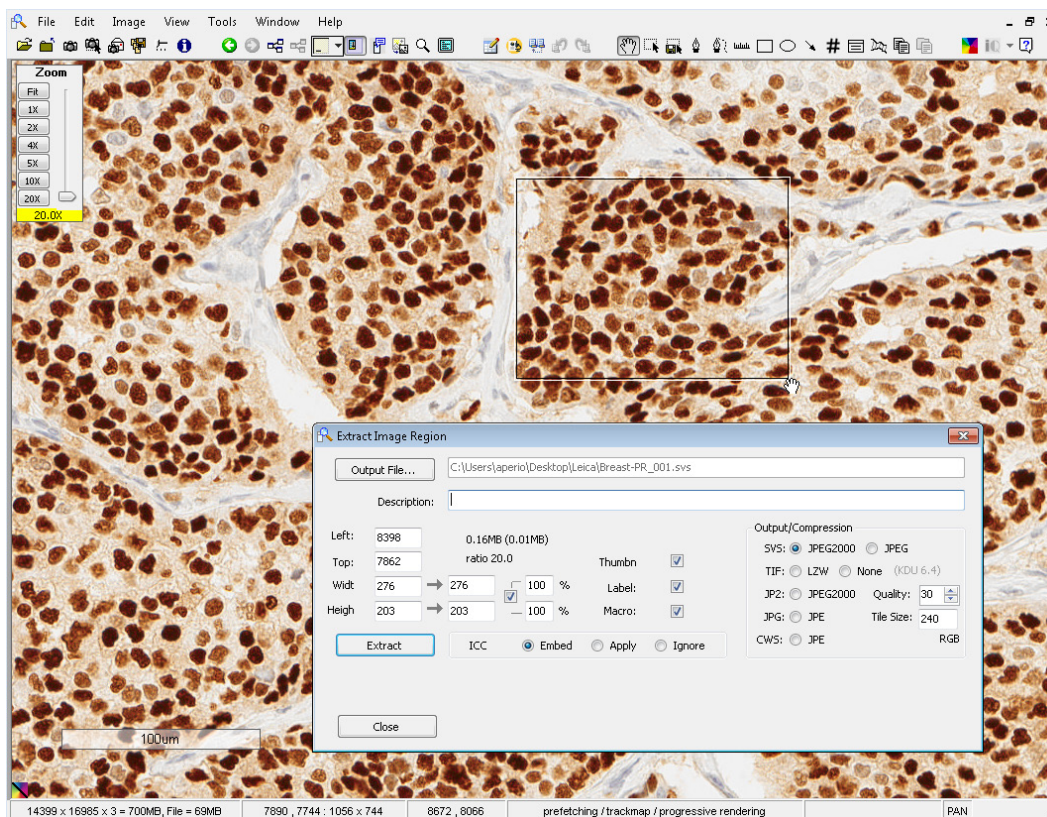 File Edit Image View Tools Window Help
Zoom
Fit
1X
2X
4X
5X
10X
20X
20.0X
Extract Image Region
Output File... C:\Users\aperio\Desktop\Leica\Breast-PR_001.svs
Description:
Left: 8398 0.16MB (0.01MB)
Top: 7862 ratio 20.0 Thumbn
Widt 276 276 100 % Label:
Heigh 203 203 100 % Macro:
Output/Compression
SVS: JPEG2000 JPEG
TIF: LZW None (KDU 6.4)
JP2: JPEG2000 Quality: 30
JPG: JPE Tile Size: 240
CWS: JPE RGB
Extract ICC Embed Apply Ignore
Close
100um
14399 x 16985 x 3 = 700MB, File = 69MB 7890 , 7744 : 1056 x 744 8672 , 8066 prefetching / trackmap / progressive rendering PAN